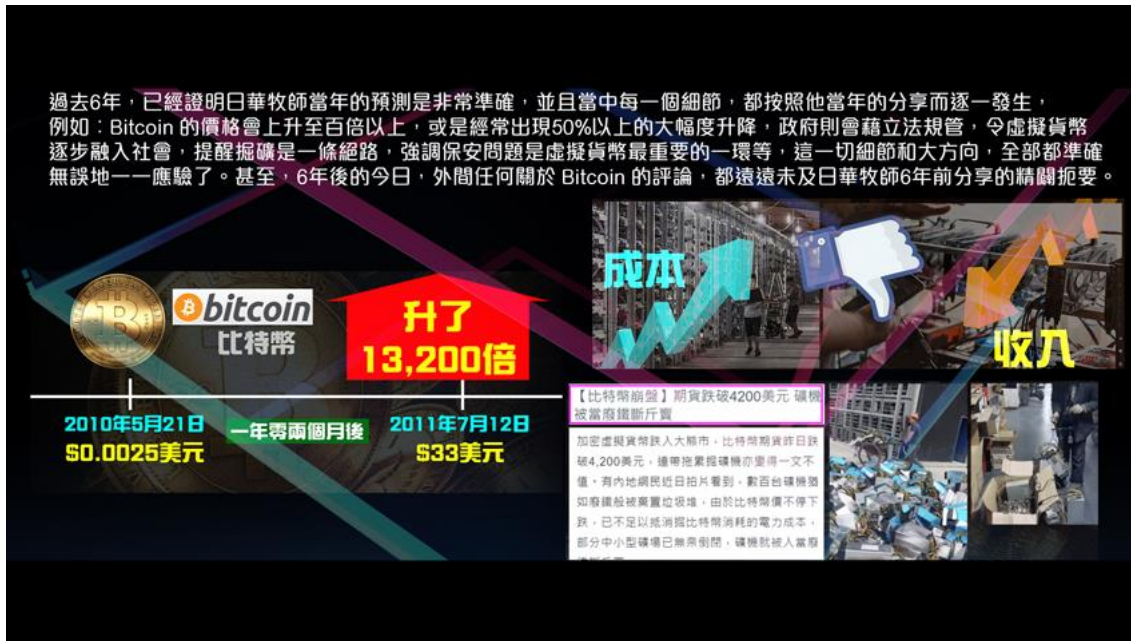 過去6年，已經證明日華牧師當年的預測是非常準確，並且當中每一個細節，都按照他當年的分享而逐一發生，
例如：Bitcoin 的價格會上升至百倍以上，或是經常出現50%以上的大幅度升降，政府則會藉立法規管，令虛擬貨幣
逐步融入社會，提醒掘礦是一條絕路，強調保安問題是虛擬貨幣最重要的一環等，這一切細節和大方向，全部都準確
無誤地一一應驗了。甚至，6年後的今日，外間任何關於 Bitcoin 的評論，都遠遠未及日華牧師6年前分享的精闢扼要。
bitcoin
比特幣
升了
13,200倍
2010年5月21日
$0.0025美元
一年零兩個月後
2011年7月12日
$33美元
成本
收入
【比特幣崩盤】期貨跌破4200美元 礦機
被當廢鐵斷斤賣
加密虛擬貨幣跌入大熊市，比特幣期貨昨日跌
破4,200美元，連帶拖累掘礦機亦變得一文不
值。有內地網民近日拍片看到，數百台礦機猶
如廢鐵般被棄置垃圾堆，由於比特幣價不停下
跌，已不足以抵消掘比特幣消耗的電力成本，
部分中小型礦場已無奈倒閉，礦機就被人當廢